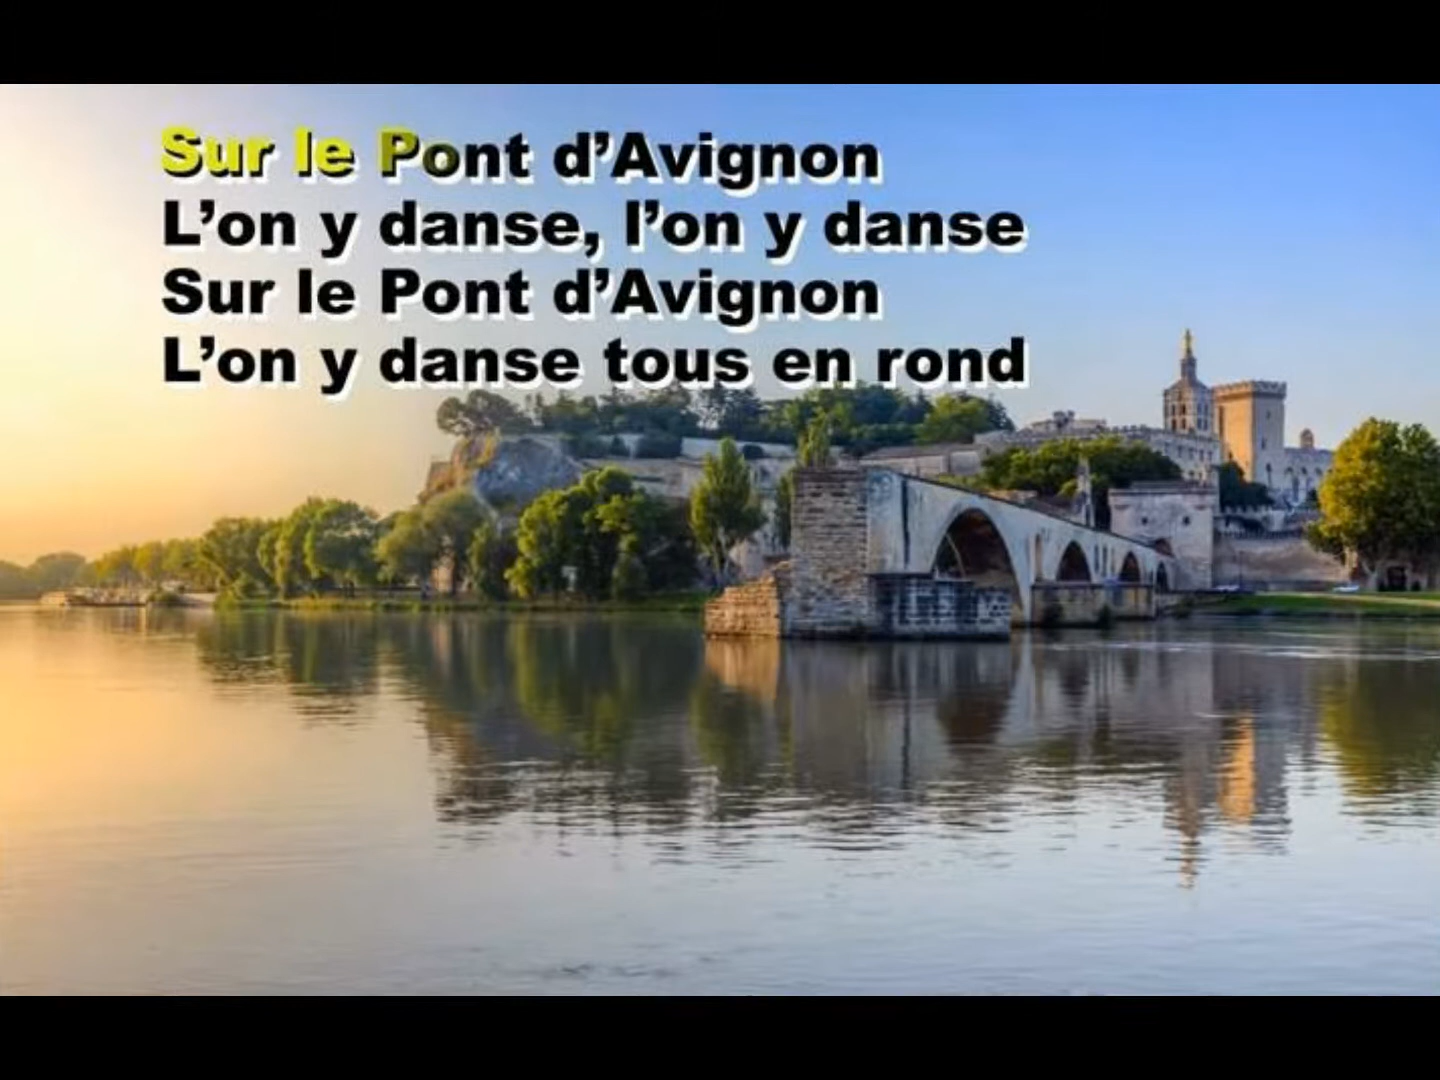 Sur le Pont d’Avignon
L’on y danse, l’on y danse
Sur le Pont d’Avignon
L’on y danse tous en rond